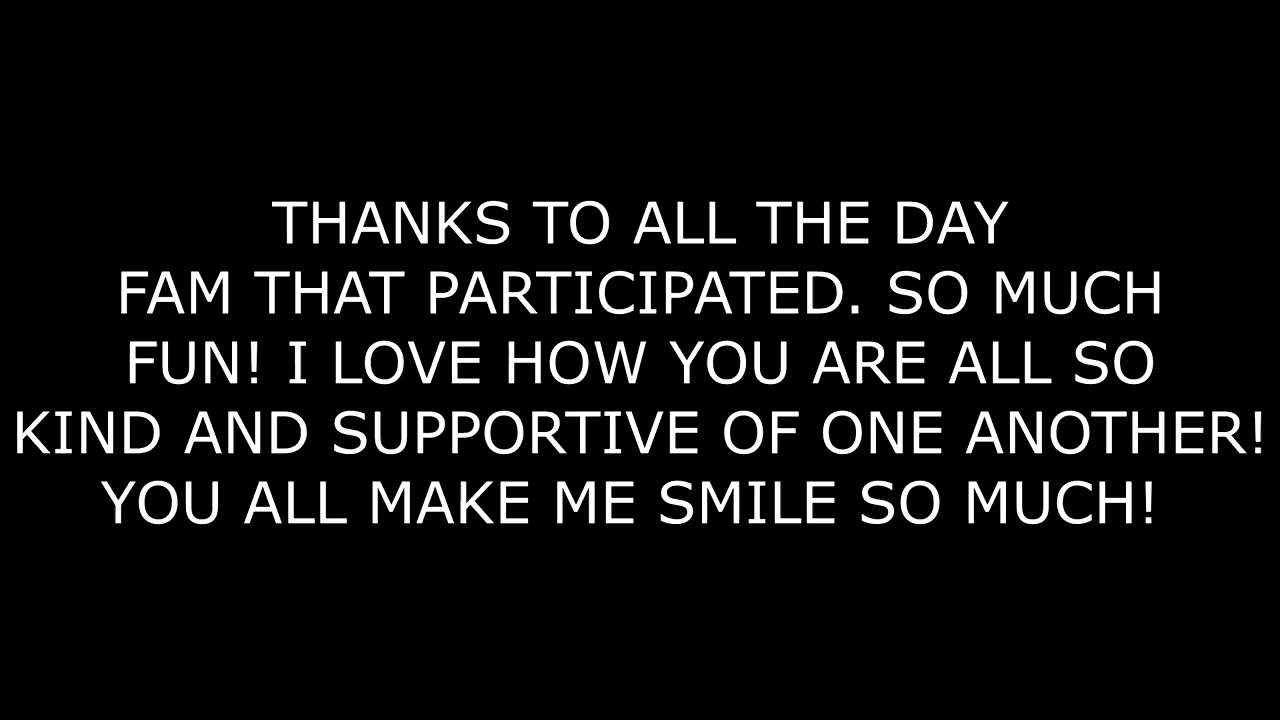 THANKS TO ALL THE DAY
FAM THAT PARTICIPATED. SO MUCH
FUN! I LOVE HOW YOU ARE ALL SO
KIND AND SUPPORTIVE OF ONE ANOTHER!
YOU ALL MAKE ME SMILE SO MUCH!